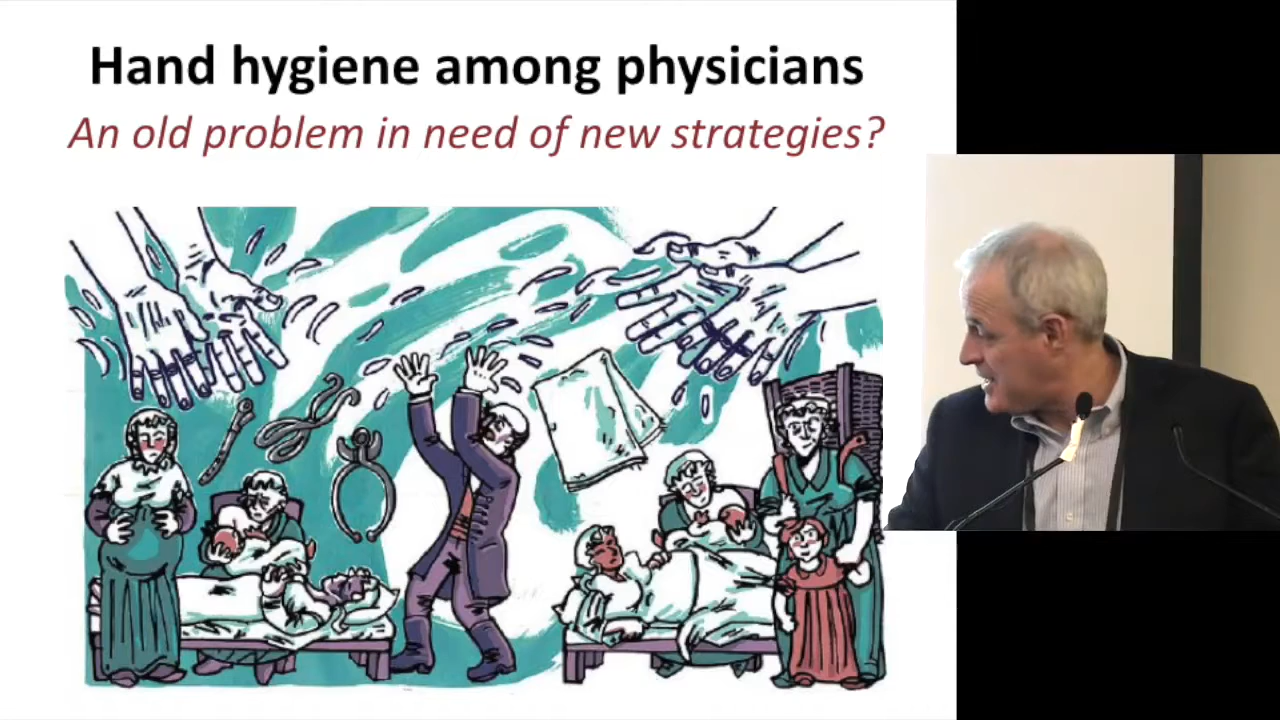 Hand hygiene among physicians
An old problem in need of new strategies?